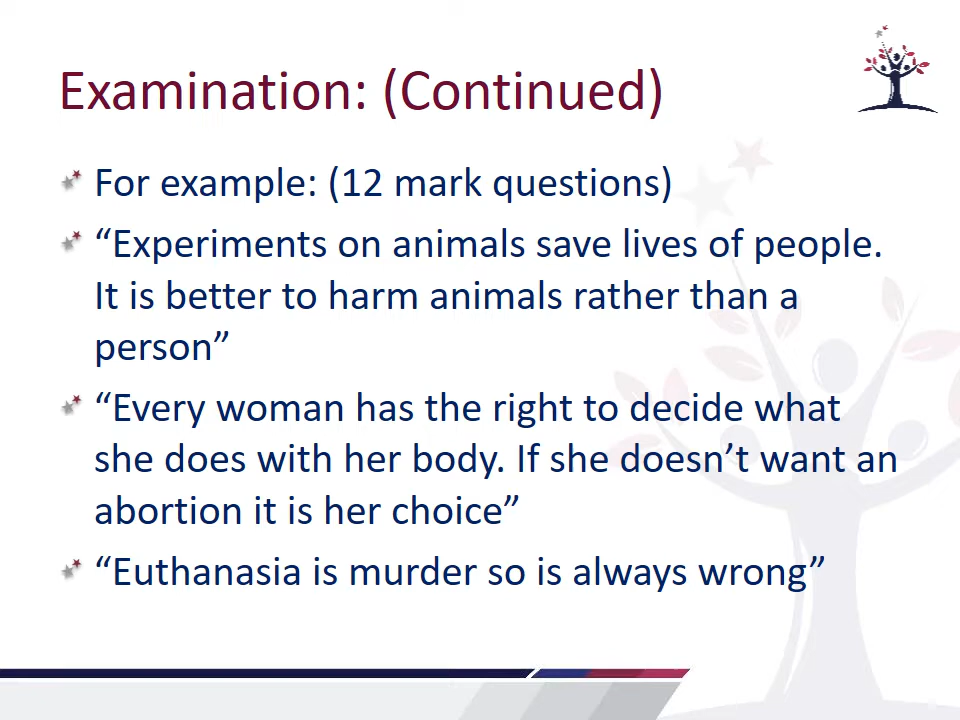 Examination: (Continued)
For example: (12 mark questions)
“Experiments on animals save lives of people.
It is better to harm animals rather than a
person”
“Every woman has the right to decide what
she does with her body. If she doesn’t want an
abortion it is her choice”
“Euthanasia is murder so is always wrong”